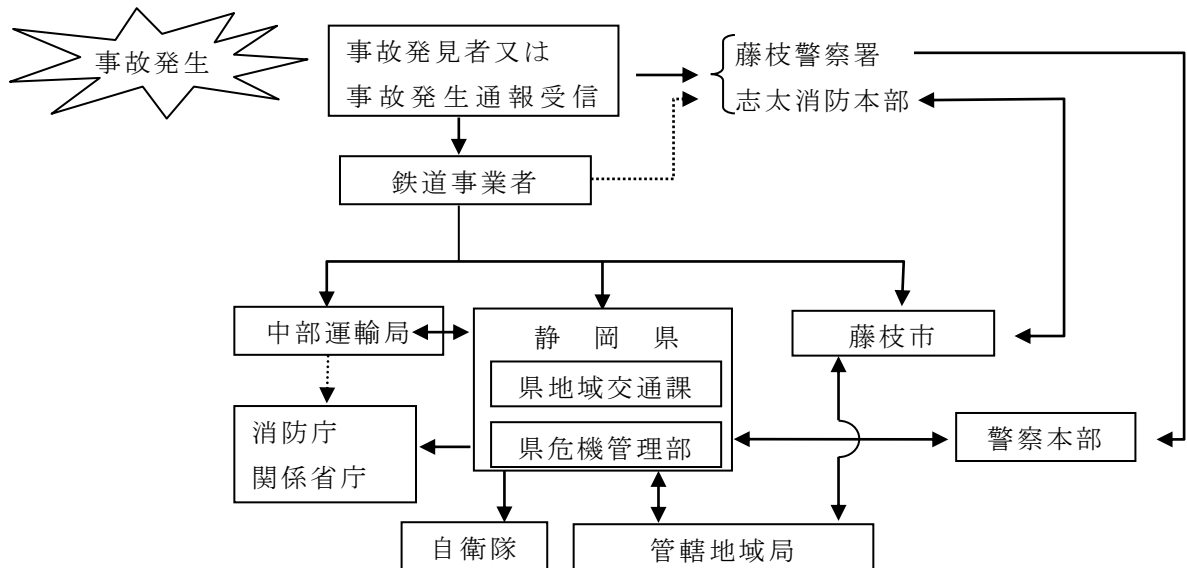 事故発生
事故発見者又は
事故発生通報受信
藤枝警察署
志太消防本部
鉄道事業者
中部運輸局
静岡県
藤枝市
県地域交通課
県危機管理部
消防庁
関係省庁
警察本部
自衛隊
管轄地域局